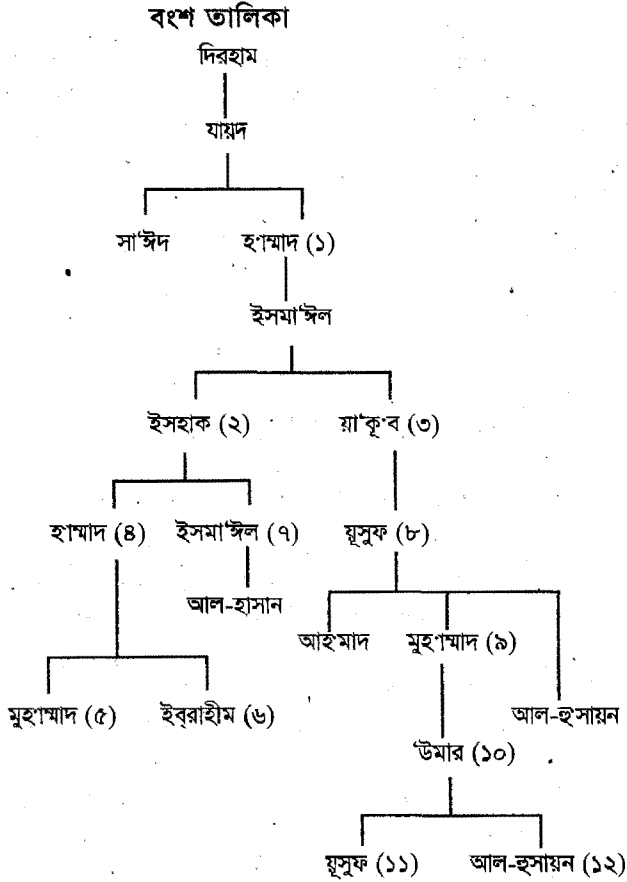 বংশ তালিকা
দিরহাম
যায়দ
সা'ঈদ হ'াম্মাদ (১)
ইসমা'ঈল
ইসহাক (২) য়া'কূ'ব (৩)
হ'াম্মাদ (৪) ইসমা'ঈল (৭) য়ূসুফ (৮)
আল-হাসান
আহ'মাদ মুহ'াম্মাদ (৯)
মুহ'াম্মাদ (৫) ইব্‌রাহীম (৬) আল-হু'সায়ন
'উমার (১০)
য়ূসুফ (১১) আল-হুসায়ন (১২)